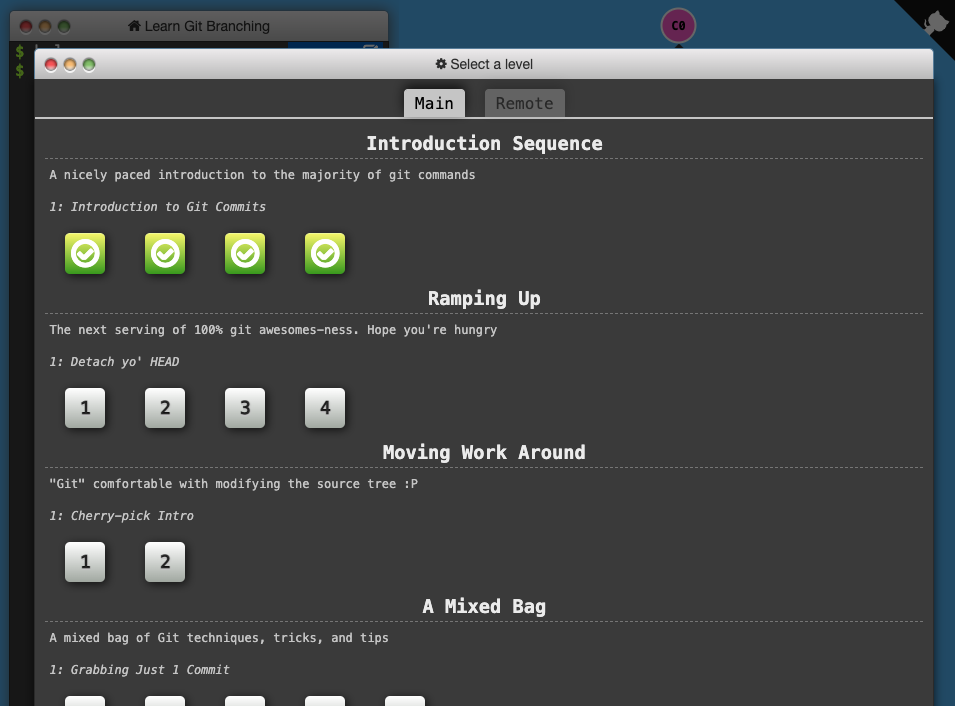 Learn Git Branching
C0
$
$
Select a level
Main
Remote
Introduction Sequence
A nicely paced introduction to the majority of git commands
1: Introduction to Git Commits
Ramping Up
The next serving of 100% git awesomes-ness. Hope you're hungry
1: Detach yo' HEAD
1 2 3 4
Moving Work Around
"Git" comfortable with modifying the source tree :P
1: Cherry-pick Intro
1 2
A Mixed Bag
A mixed bag of Git techniques, tricks, and tips
1: Grabbing Just 1 Commit